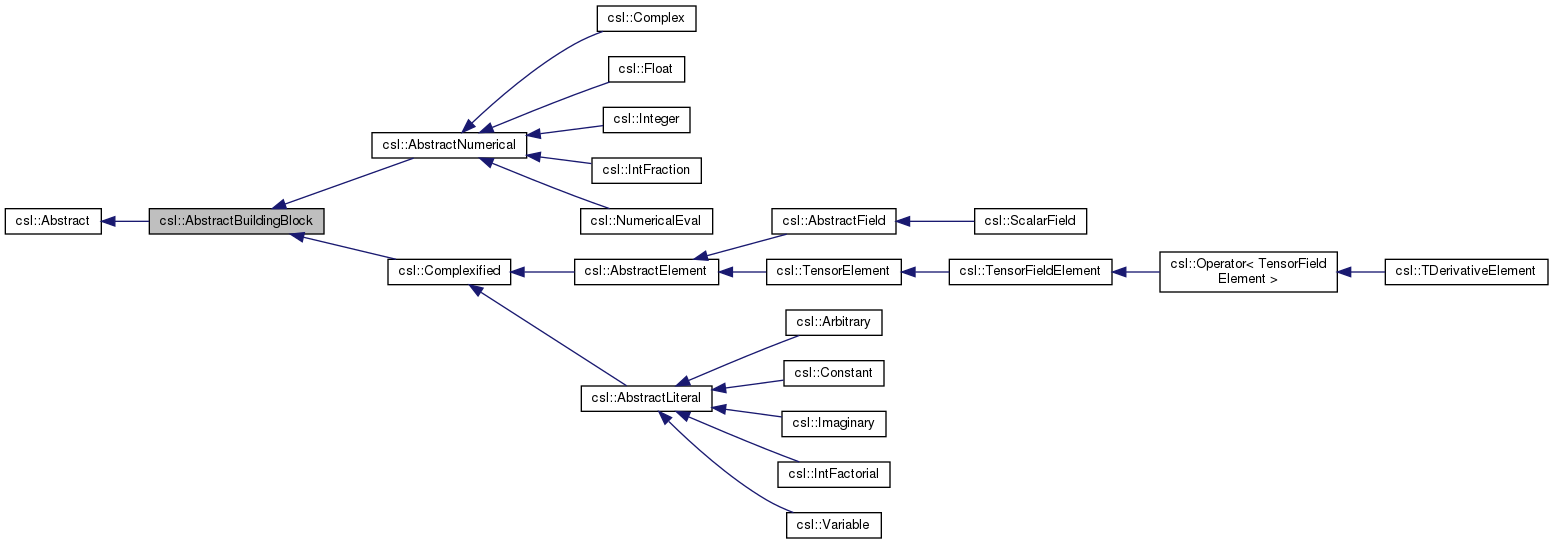 csl::Complex
csl::Float
csl::Integer
csl::AbstractNumerical
csl::IntFraction
csl::NumericalEval
csl::Abstract
csl::AbstractBuildingBlock
csl::AbstractField
csl::ScalarField
csl::Complexified
csl::AbstractElement
csl::TensorElement
csl::TensorFieldElement
csl::Operator< TensorField
Element >
csl::TDerivativeElement
csl::Arbitrary
csl::Constant
csl::AbstractLiteral
csl::Imaginary
csl::IntFactorial
csl::Variable